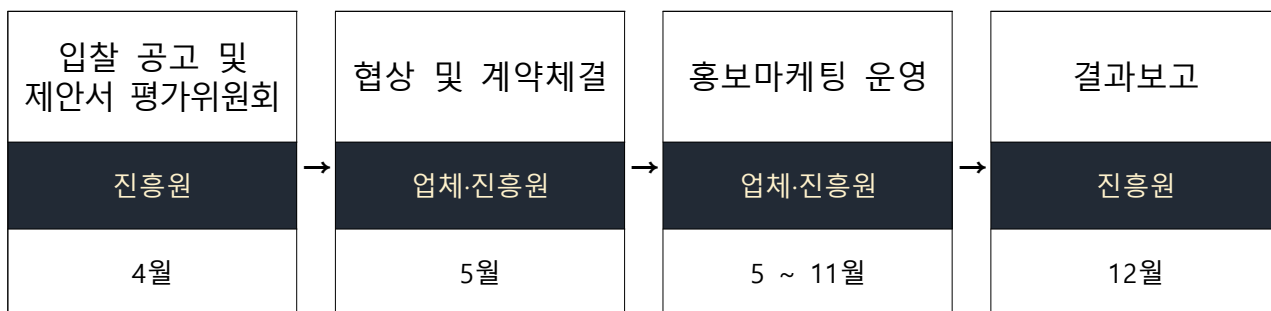 입찰 공고 및
제안서 평가위원회
진흥원
4월
→
협상 및 계약체결
업체·진흥원
5월
→
홍보마케팅 운영
업체·진흥원
5 ~ 11월
→
결과보고
진흥원
12월